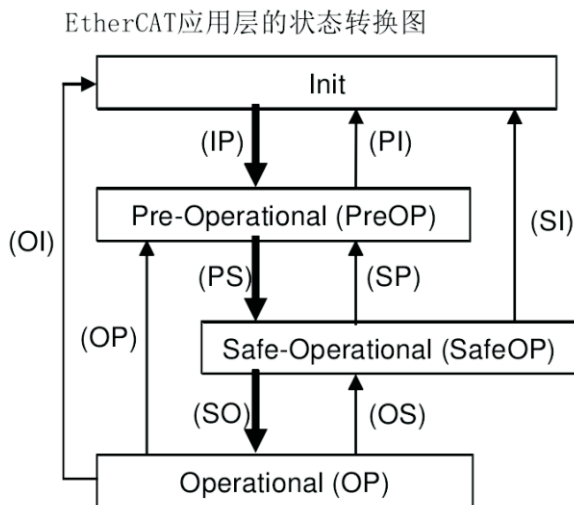 EtherCAT应用层的状态转换图
Init
(IP)
(PI)
Pre-Operational (PreOP)
(OI)
(SI)
(PS)
(SP)
(OP)
Safe-Operational (SafeOP)
(SO)
(OS)
Operational (OP)